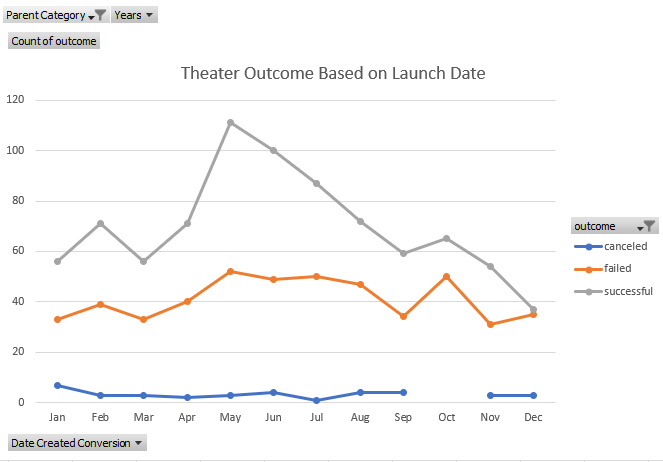 Parent Category Years
Count of outcome
Theater Outcome Based on Launch Date
120
100
80
60
40
20
0
Jan Feb Mar Apr May Jun Jul Aug Sep Oct Nov Dec
outcome
canceled
failed
successful
Date Created Conversion